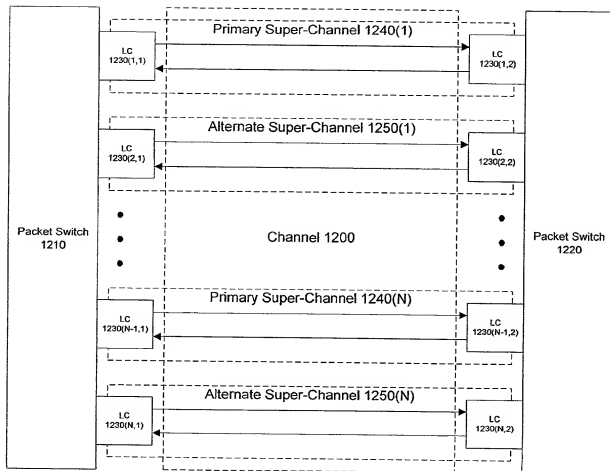 Primary Super-Channel 1240(1)
LC
1230(1,1)
LC
1230(1,2)
Alternate Super-Channel 1250(1)
LC
1230(2,1)
LC
1230(2,2)
Packet Switch
1210
Channel 1200
Packet Switch
1220
Primary Super-Channel 1240(N)
LC
1230(N-1,1)
LC
1230(N-1,2)
Alternate Super-Channel 1250(N)
LC
1230(N,1)
LC
1230(N,2)